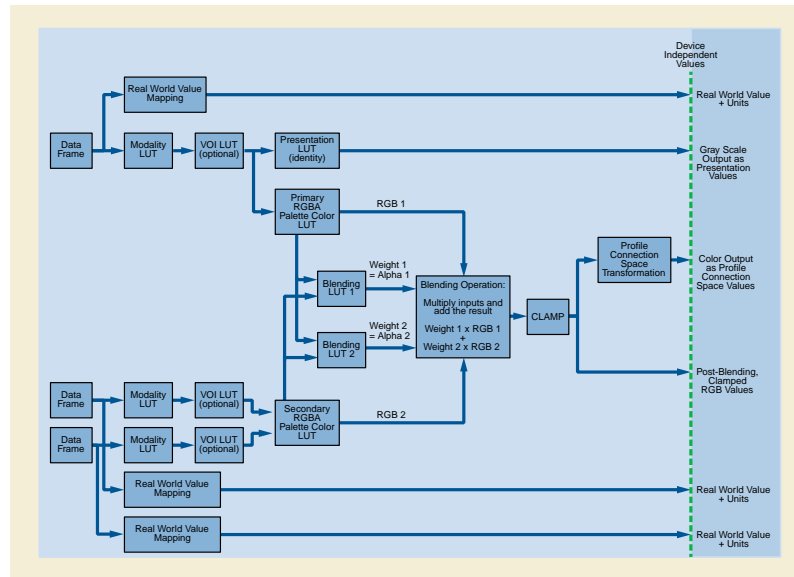 Device
Independent
Values
Real World Value
Mapping
Real World Value
+ Units
Data
Frame
Modality
LUT
VOI LUT
(optional)
Presentation
LUT
(identity)
Gray Scale
Output as
Presentation
Values
Primary
RGBA
Palette Color
LUT
RGB 1
Profile
Connection
Space
Transformation
Color Output
as Profile
Connection
Space Values
Blending
LUT 1
Weight 1
= Alpha 1
Blending Operation:
Multiply inputs and
add the result
Weight 1 x RGB 1
+
Weight 2 x RGB 2
CLAMP
Blending
LUT 2
Weight 2
= Alpha 2
Post-Blending,
Clamped
RGB Values
Data
Frame
Modality
LUT
VOI LUT
(optional)
Secondary
RGBA
Palette Color
LUT
RGB 2
Data
Frame
Modality
LUT
VOI LUT
(optional)
Real World Value
Mapping
Real World Value
+ Units
Real World Value
Mapping
Real World Value
+ Units